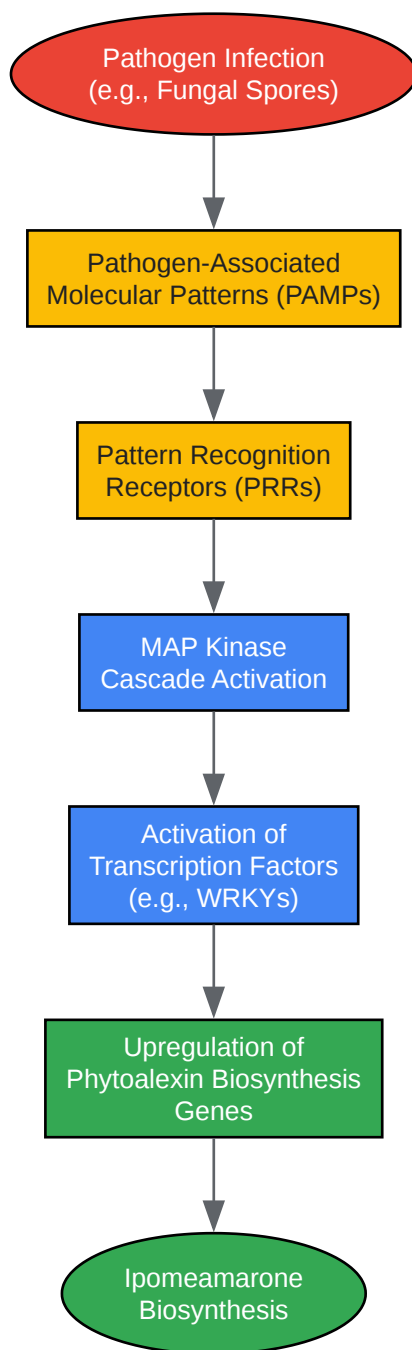 Pathogen Infection
(e.g., Fungal Spores)
Pathogen-Associated
Molecular Patterns (PAMPs)
Pattern Recognition
Receptors (PRRs)
MAP Kinase
Cascade Activation
Activation of
Transcription Factors
(e.g., WRKYs)
Upregulation of
Phytoalexin Biosynthesis
Genes
Ipomeamarone
Biosynthesis